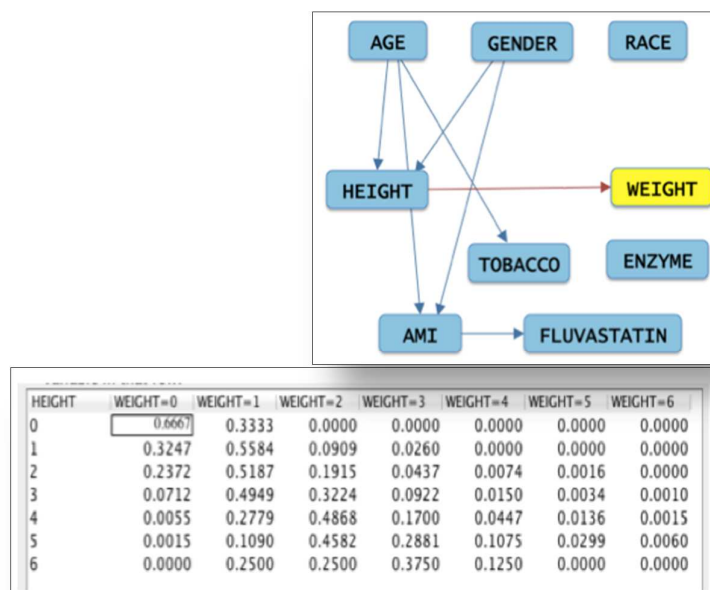 AGE GENDER RACE
HEIGHT WEIGHT
TOBACCO ENZYME
AMI FLUVASTATIN
HEIGHT WEIGHT=0 WEIGHT=1 WEIGHT=2 WEIGHT=3 WEIGHT=4 WEIGHT=5 WEIGHT=6
0 0.6667 0.3333 0.0000 0.0000 0.0000 0.0000 0.0000
1 0.3247 0.5584 0.0909 0.0260 0.0000 0.0000 0.0000
2 0.2372 0.5187 0.1915 0.0437 0.0074 0.0016 0.0000
3 0.0712 0.4949 0.3224 0.0922 0.0150 0.0034 0.0010
4 0.0055 0.2779 0.4868 0.1700 0.0447 0.0136 0.0015
5 0.0015 0.1090 0.4582 0.2881 0.1075 0.0299 0.0060
6 0.0000 0.2500 0.2500 0.3750 0.1250 0.0000 0.0000